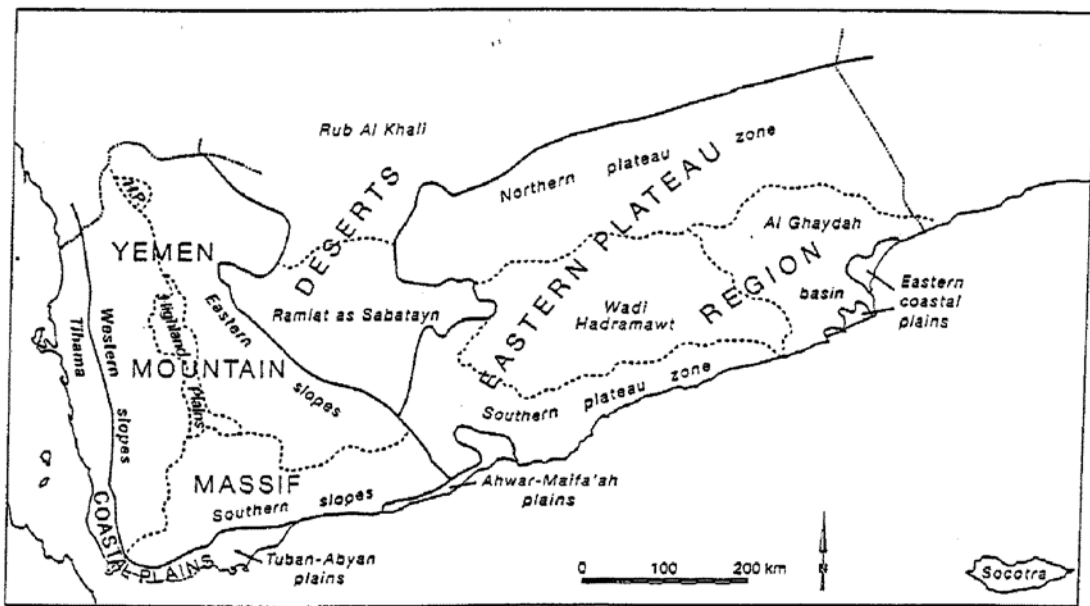 Rub Al Khali
DESERTS
Northern plateau zone
H.P.
YEMEN
EASTERN PLATEAU
REGION
Al Ghaydah
basin
Eastern
coastal
plains
Highland
plains
Eastern
slopes
Ramlat as Sabatayn
Wadi
Hadramawt
Tihama
Western
slopes
MOUNTAIN
Southern plateau zone
MASSIF
Southern slopes
Ahwar-Maifa'ah
plains
COASTAL PLAINS
Tuban-Abyan
plains
0 100 200 km
N
Socotra